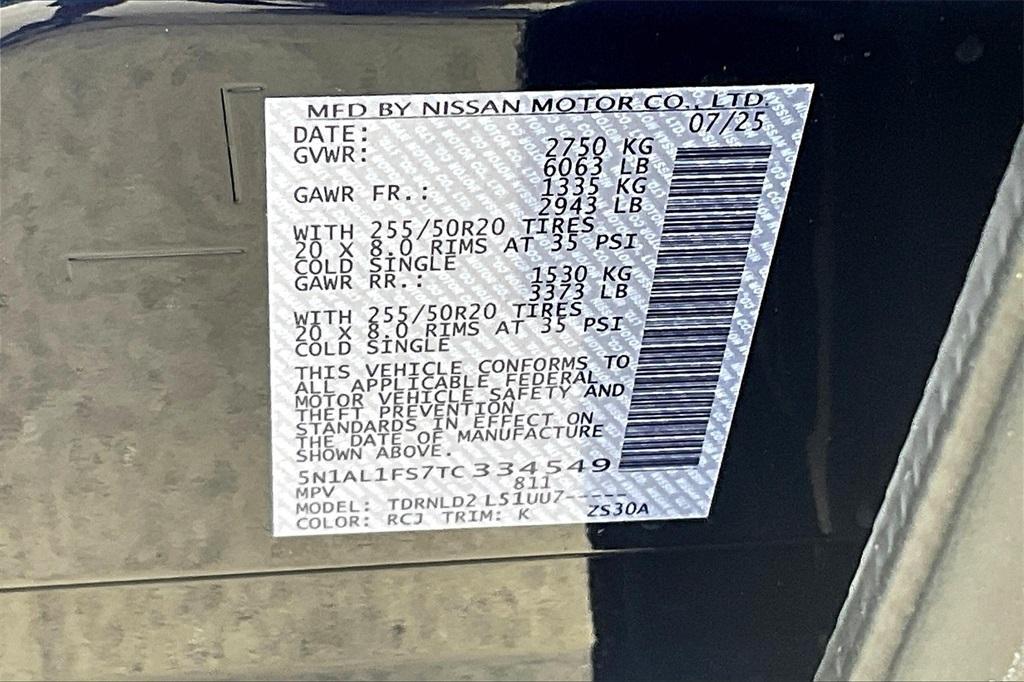 MFD BY NISSAN MOTOR CO., LTD.
DATE: 07/25
GVWR: 2750 KG
6063 LB
GAWR FR.: 1335 KG
2943 LB
WITH 255/50R20 TIRES
20 X 8.0 RIMS AT 35 PSI
COLD SINGLE
GAWR RR.: 1530 KG
3373 LB
WITH 255/50R20 TIRES
20 X 8.0 RIMS AT 35 PSI
COLD SINGLE
THIS VEHICLE CONFORMS TO
ALL APPLICABLE FEDERAL
MOTOR VEHICLE SAFETY AND
THEFT PREVENTION
STANDARDS IN EFFECT ON
THE DATE OF MANUFACTURE
SHOWN ABOVE.
5N1AL1FS7TC334549
MPV 811
MODEL: TDRNLD2 L51UU7-----
COLOR: RCJ TRIM: K ZS30A